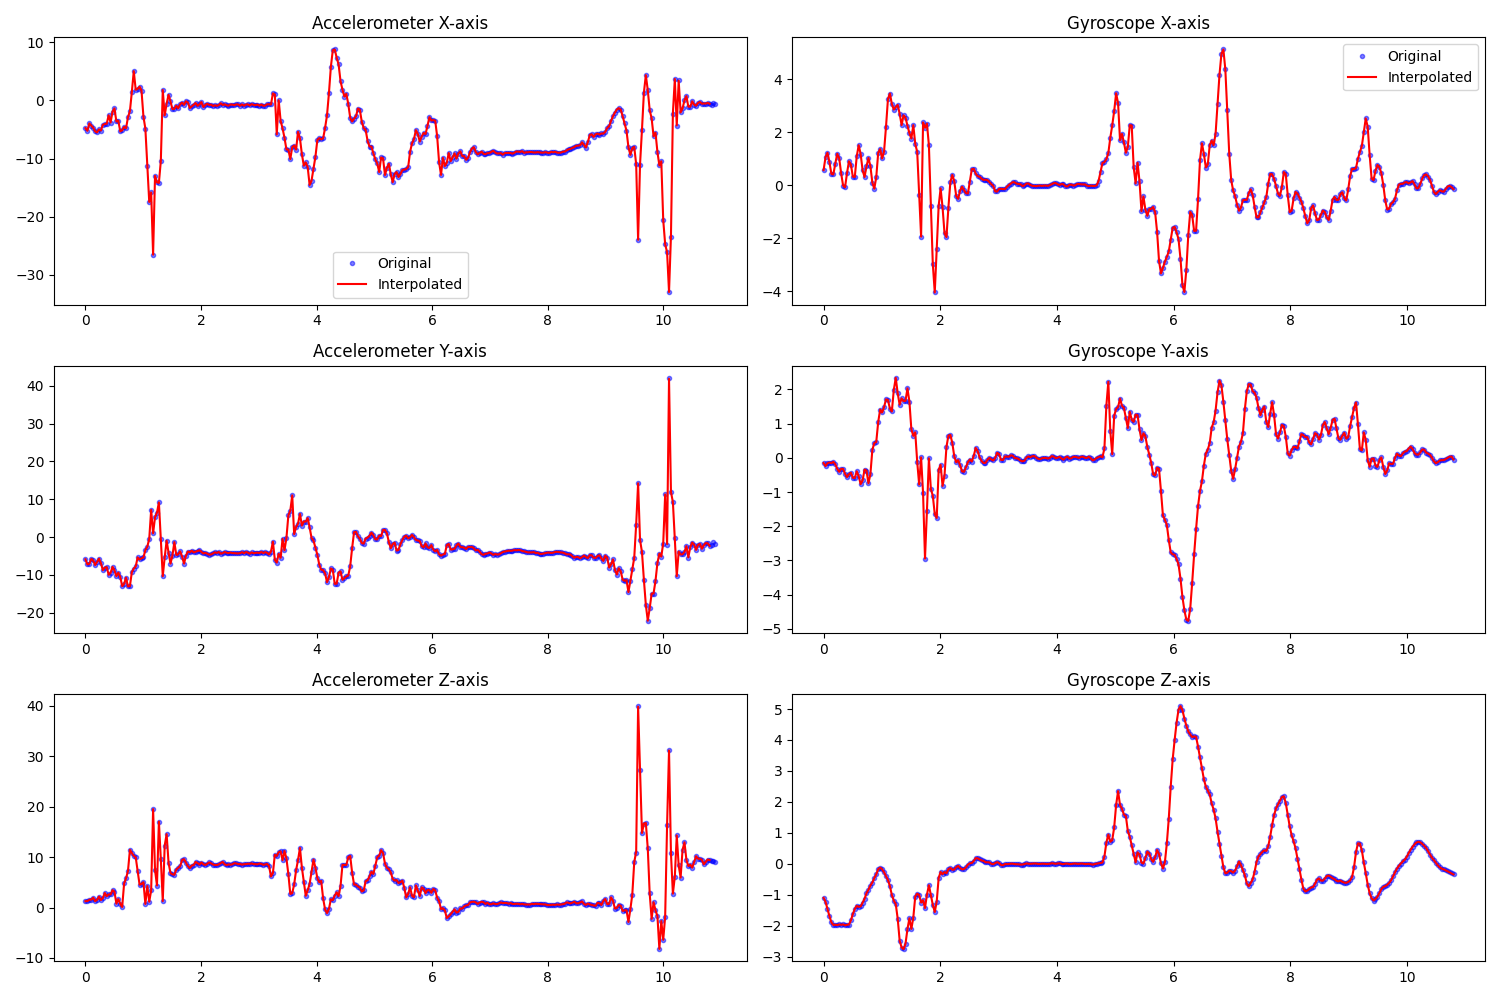 Accelerometer X-axis
10
0
−10
−20
−30
Original
Interpolated
0 2 4 6 8 10
Gyroscope X-axis
4
2
0
−2
−4
Original
Interpolated
0 2 4 6 8 10
Accelerometer Y-axis
40
30
20
10
0
−10
−20
0 2 4 6 8 10
Gyroscope Y-axis
2
1
0
−1
−2
−3
−4
−5
0 2 4 6 8 10
Accelerometer Z-axis
40
30
20
10
0
−10
0 2 4 6 8 10
Gyroscope Z-axis
5
4
3
2
1
0
−1
−2
−3
0 2 4 6 8 10